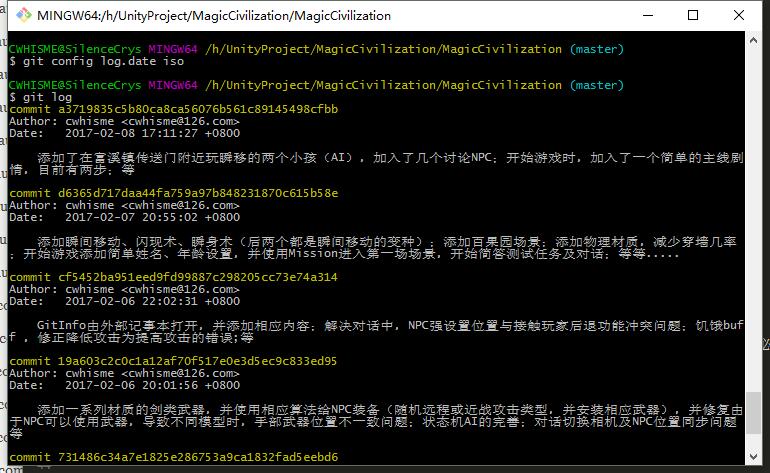 MINGW64:/h/UnityProject/MagicCivilization/MagicCivilization
CWHISME@SilenceCrys MINGW64 /h/UnityProject/MagicCivilization/MagicCivilization (master)
$ git config log.date iso
CWHISME@SilenceCrys MINGW64 /h/UnityProject/MagicCivilization/MagicCivilization (master)
$ git log
commit a3719835c5b80ca8ca56076b561c89145498cfbb
Author: cwhisme <cwhisme@126.com>
Date:   2017-02-08 17:11:27 +0800
添加了在富溪镇传送门附近玩瞬移的两个小孩（AI），加入了几个讨论NPC；开始游戏时，加入了一个简单的主线剧
情，目前有两步；等
commit d6365d717daa44fa759a97b848231870c615b58e
Author: cwhisme <cwhisme@126.com>
Date:   2017-02-07 20:55:02 +0800
添加瞬间移动、闪现术、瞬身术（后两个都是瞬间移动的变种）；添加百果园场景；添加物理材质，减少穿墙几率
；开始游戏添加简单姓名、年龄设置，并使用Mission进入第一场场景，开始简答测试任务及对话；等等.....
commit cf5452ba951eed9fd99887c298205cc73e74a314
Author: cwhisme <cwhisme@126.com>
Date:   2017-02-06 22:02:31 +0800
GitInfo由外部记事本打开，并添加相应内容；解决对话中，NPC强设置位置与接触玩家后退功能冲突问题；饥饿buf
f ，修正降低攻击为提高攻击的错误;等
commit 19a603c2c0c1a12af70f517e0e3d5ec9c833ed95
Author: cwhisme <cwhisme@126.com>
Date:   2017-02-06 20:01:56 +0800
添加一系列材质的剑类武器，并使用相应算法给NPC装备（随机远程或近战攻击类型，并安装相应武器），并修复由
于NPC可以使用武器，导致不同模型时，手部武器位置不一致问题；状态机AI的完善；对话切换相机及NPC位置同步问题
等
commit 731486c34a7e1825e286753a9ca1832fad5eebd6